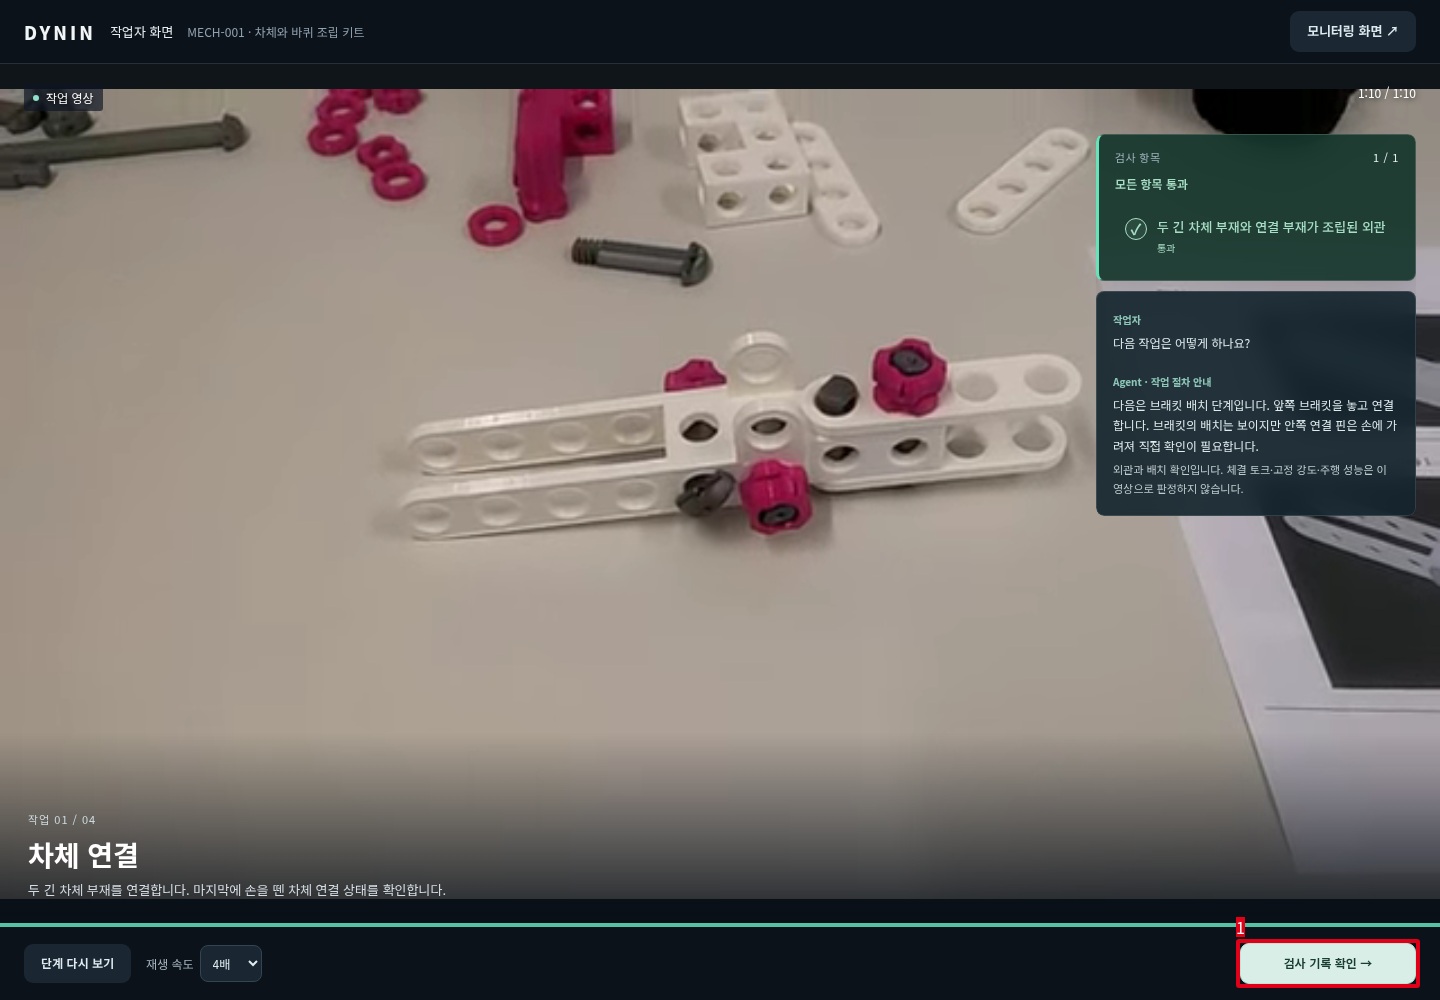 DYNIN 작업자 화면 MECH-001 · 차체와 바퀴 조립 키트
모니터링 화면 ↗
작업 영상
1:10 / 1:10
검사 항목
1 / 1
모든 항목 통과
두 긴 차체 부재와 연결 부재가 조립된 외관
통과
작업자
다음 작업은 어떻게 하나요?
Agent · 작업 절차 안내
다음은 브래킷 배치 단계입니다. 앞쪽 브래킷을 놓고 연결
합니다. 브래킷의 배치는 보이지만 안쪽 연결 핀은 손에 가
려져 직접 확인이 필요합니다.
외관과 배치 확인입니다. 체결 토크·고정 강도·주행 성능은 이
영상으로 판정하지 않습니다.
작업 01 / 04
차체 연결
두 긴 차체 부재를 연결합니다. 마지막에 손을 뗀 차체 연결 상태를 확인합니다.
단계 다시 보기
재생 속도
4배
1
검사 기록 확인 →